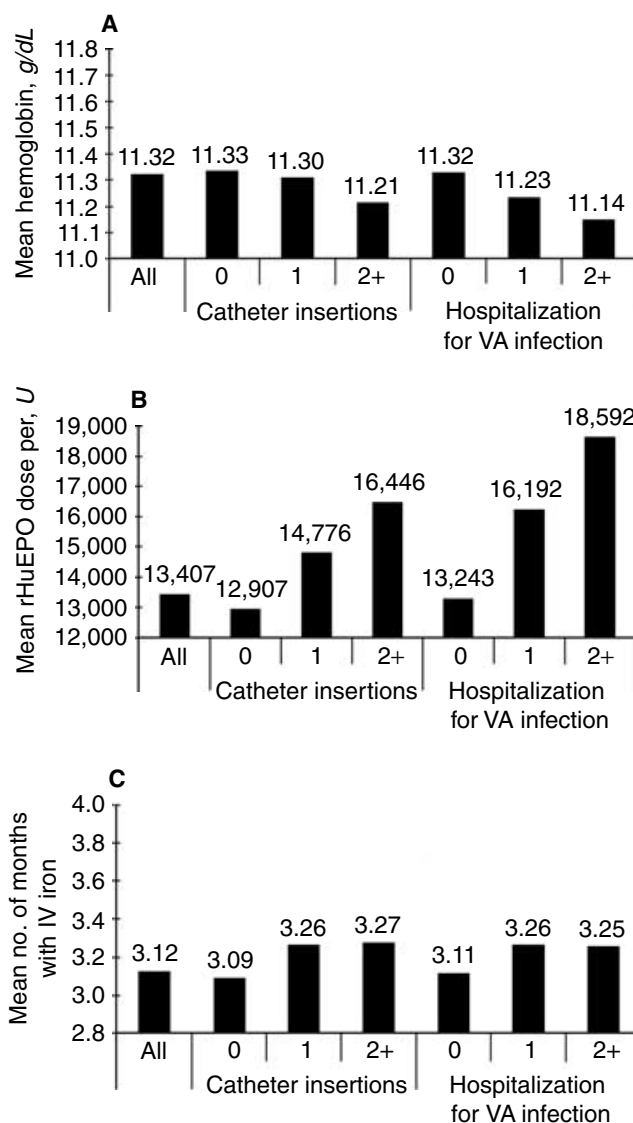 A
Mean hemoglobin, g/dL
11.8
11.7
11.6
11.5
11.4
11.3
11.2
11.1
11.0
11.32 11.33 11.30 11.21 11.32 11.23 11.14
All 0 1 2+ 0 1 2+
Catheter insertions Hospitalization
for VA infection
B
Mean rHuEPO dose per, U
19,000
18,000
17,000
16,000
15,000
14,000
13,000
12,000
13,407 12,907 14,776 16,446 13,243 16,192 18,592
All 0 1 2+ 0 1 2+
Catheter insertions Hospitalization
for VA infection
C
Mean no. of months
with IV iron
4.0
3.8
3.6
3.4
3.2
3.0
2.8
3.12 3.09 3.26 3.27 3.11 3.26 3.25
All 0 1 2+ 0 1 2+
Catheter insertions Hospitalization
for VA infection